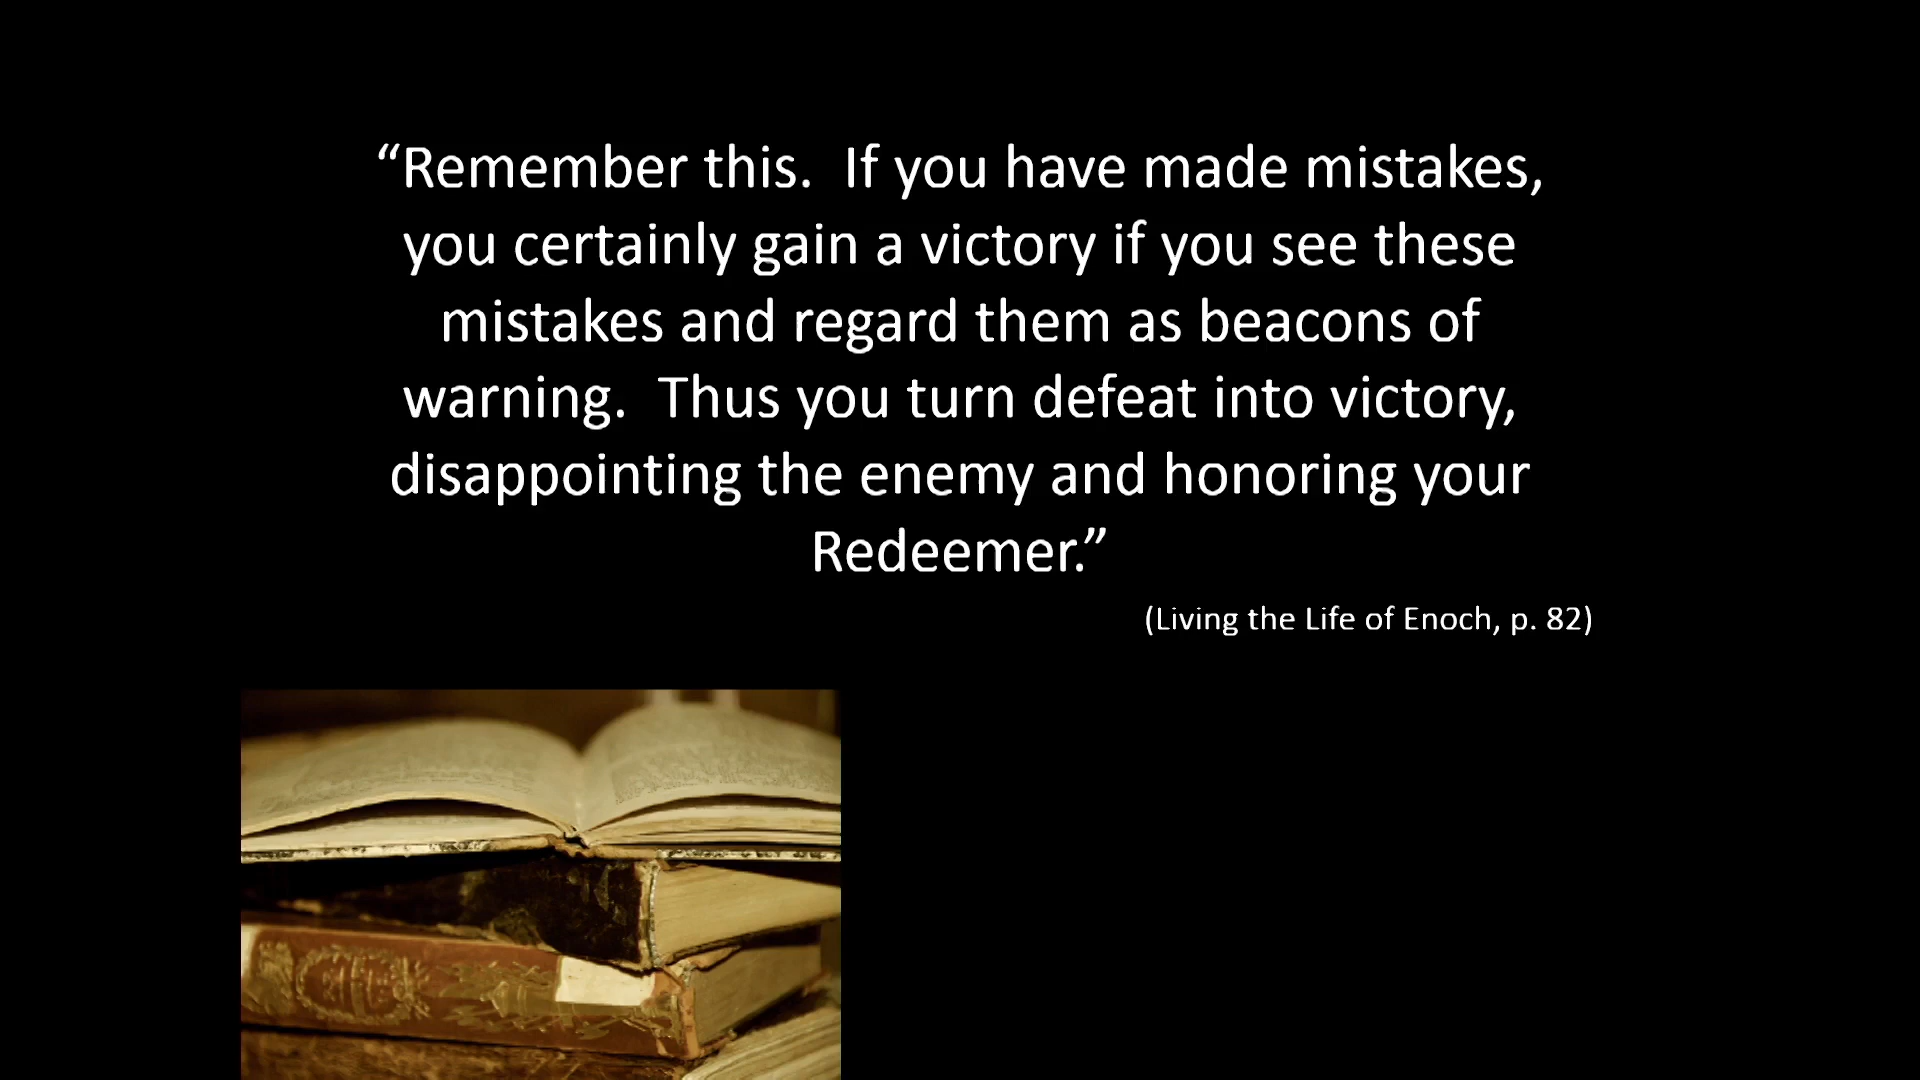 “Remember this.  If you have made mistakes,
you certainly gain a victory if you see these
mistakes and regard them as beacons of
warning.  Thus you turn defeat into victory,
disappointing the enemy and honoring your
Redeemer.”
(Living the Life of Enoch, p. 82)